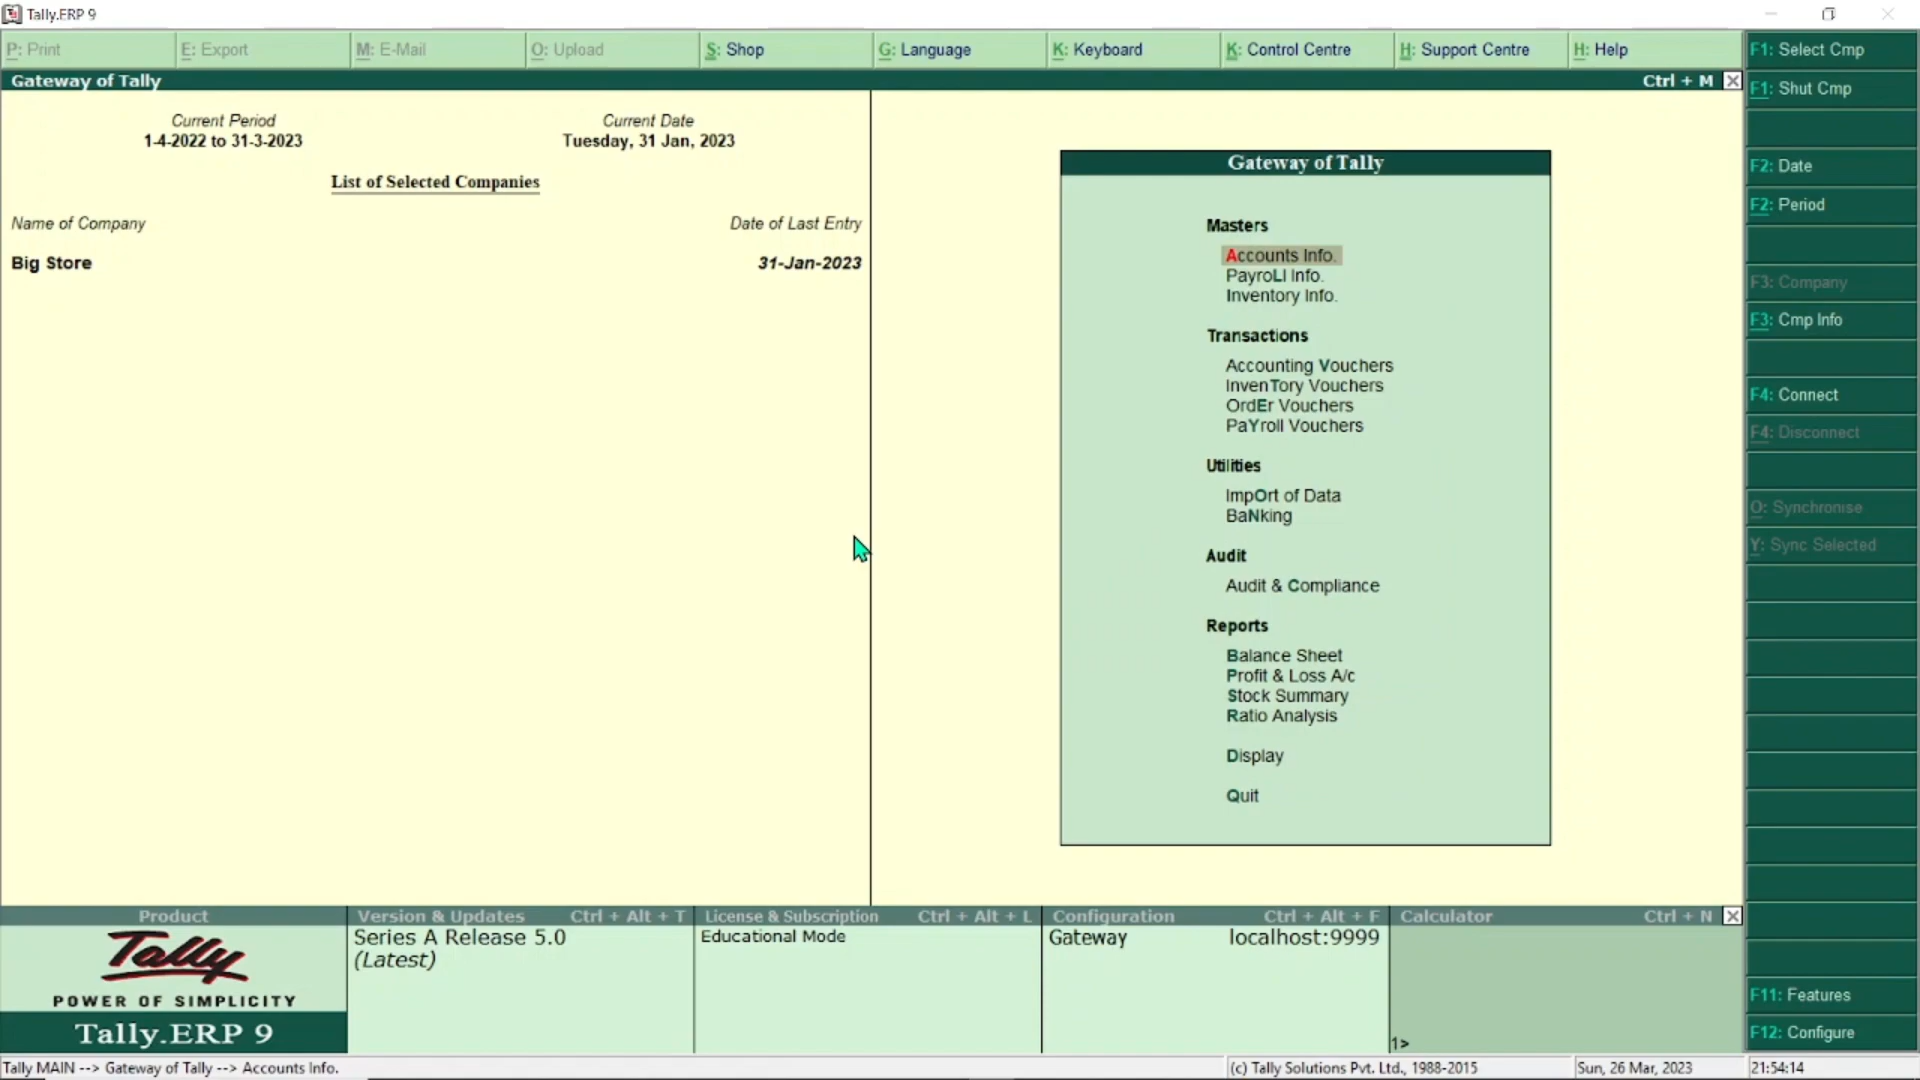 Tally.ERP 9
P: Print
E: Export
M: E-Mail
O: Upload
S: Shop
G: Language
K: Keyboard
K: Control Centre
H: Support Centre
H: Help
Gateway of Tally
Ctrl + M
Current Period
1-4-2022 to 31-3-2023
Current Date
Tuesday, 31 Jan, 2023
List of Selected Companies
Name of Company
Date of Last Entry
Big Store
31-Jan-2023
Gateway of Tally
Masters
Accounts Info.
PayroLl Info.
Inventory Info.
Transactions
Accounting Vouchers
InvenTory Vouchers
OrdEr Vouchers
PaYroll Vouchers
Utilities
ImpOrt of Data
BaNking
Audit
Audit & Compliance
Reports
Balance Sheet
Profit & Loss A/c
Stock Summary
Ratio Analysis
Display
Quit
F1: Select Cmp
F1: Shut Cmp
F2: Date
F2: Period
F3: Company
F3: Cmp Info
F4: Connect
F4: Disconnect
O: Synchronise
Y: Sync Selected
F11: Features
F12: Configure
Product
Tally
POWER OF SIMPLICITY
Tally.ERP 9
Version & Updates Ctrl + Alt + T
Series A Release 5.0
(Latest)
License & Subscription Ctrl + Alt + L
Educational Mode
Configuration Ctrl + Alt + F
Gateway localhost:9999
Calculator Ctrl + N
1>
Tally MAIN --> Gateway of Tally --> Accounts Info.
(c) Tally Solutions Pvt. Ltd., 1988-2015
Sun, 26 Mar, 2023
21:54:14